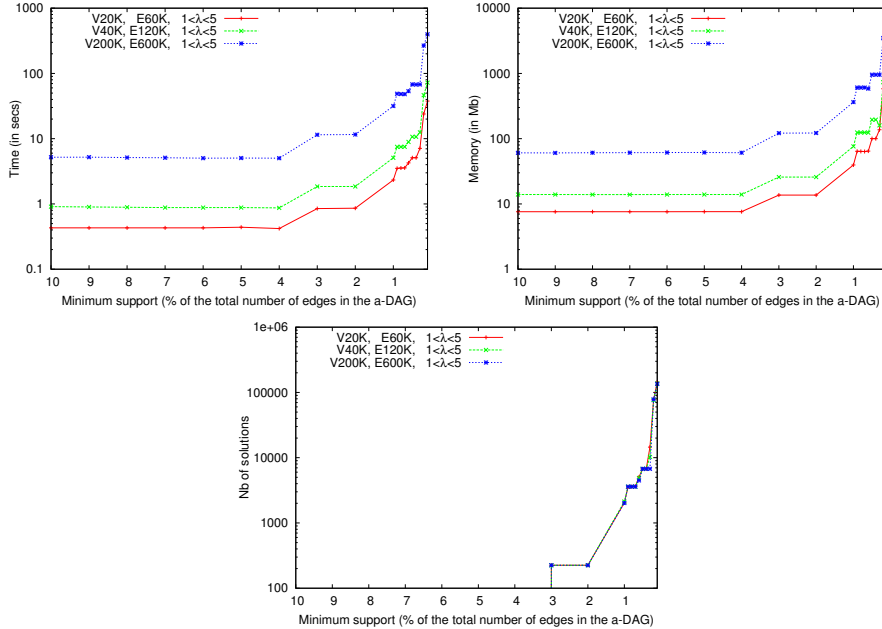 V20K, E60K, 1<λ<5
V40K, E120K, 1<λ<5
V200K, E600K, 1<λ<5
1000
100
10
1
0.1
Time (in secs)
10 9 8 7 6 5 4 3 2 1
Minimum support (% of the total number of edges in the a-DAG)
V20K, E60K, 1<λ<5
V40K, E120K, 1<λ<5
V200K, E600K, 1<λ<5
10000
1000
100
10
1
Memory (in Mb)
10 9 8 7 6 5 4 3 2 1
Minimum support (% of the total number of edges in the a-DAG)
V20K, E60K, 1<λ<5
V40K, E120K, 1<λ<5
V200K, E600K, 1<λ<5
1e+06
100000
10000
1000
100
Nb of solutions
10 9 8 7 6 5 4 3 2 1
Minimum support (% of the total number of edges in the a-DAG)